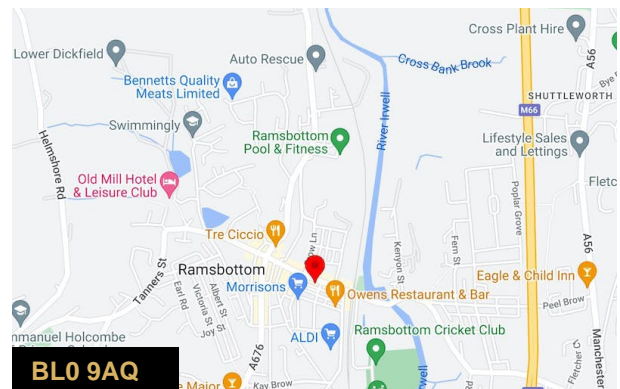 Lower Dickfield
Auto Rescue
Cross Plant Hire
A56
Bennetts Quality
Meats Limited
Cross Bank Brook
SHUTTLEWORTH
M66
Swimmingly
River Irwell
Helmshore Rd
Ramsbottom
Pool & Fitness
Lifestyle Sales
and Lettings
Old Mill Hotel
& Leisure Club
Poplar Grove
Tre Ciccio
Kenyon St
Fern St
A56
Ramsbottom
Tanners St
Morrisons
Owens Restaurant & Bar
Eagle & Child Inn
Earl Rd
Victoria St
Albert St
Joy St
Peel Brow
Manchester
ALDI
Ramsbottom Cricket Club
A676
Kay Brow
BL0 9AQ